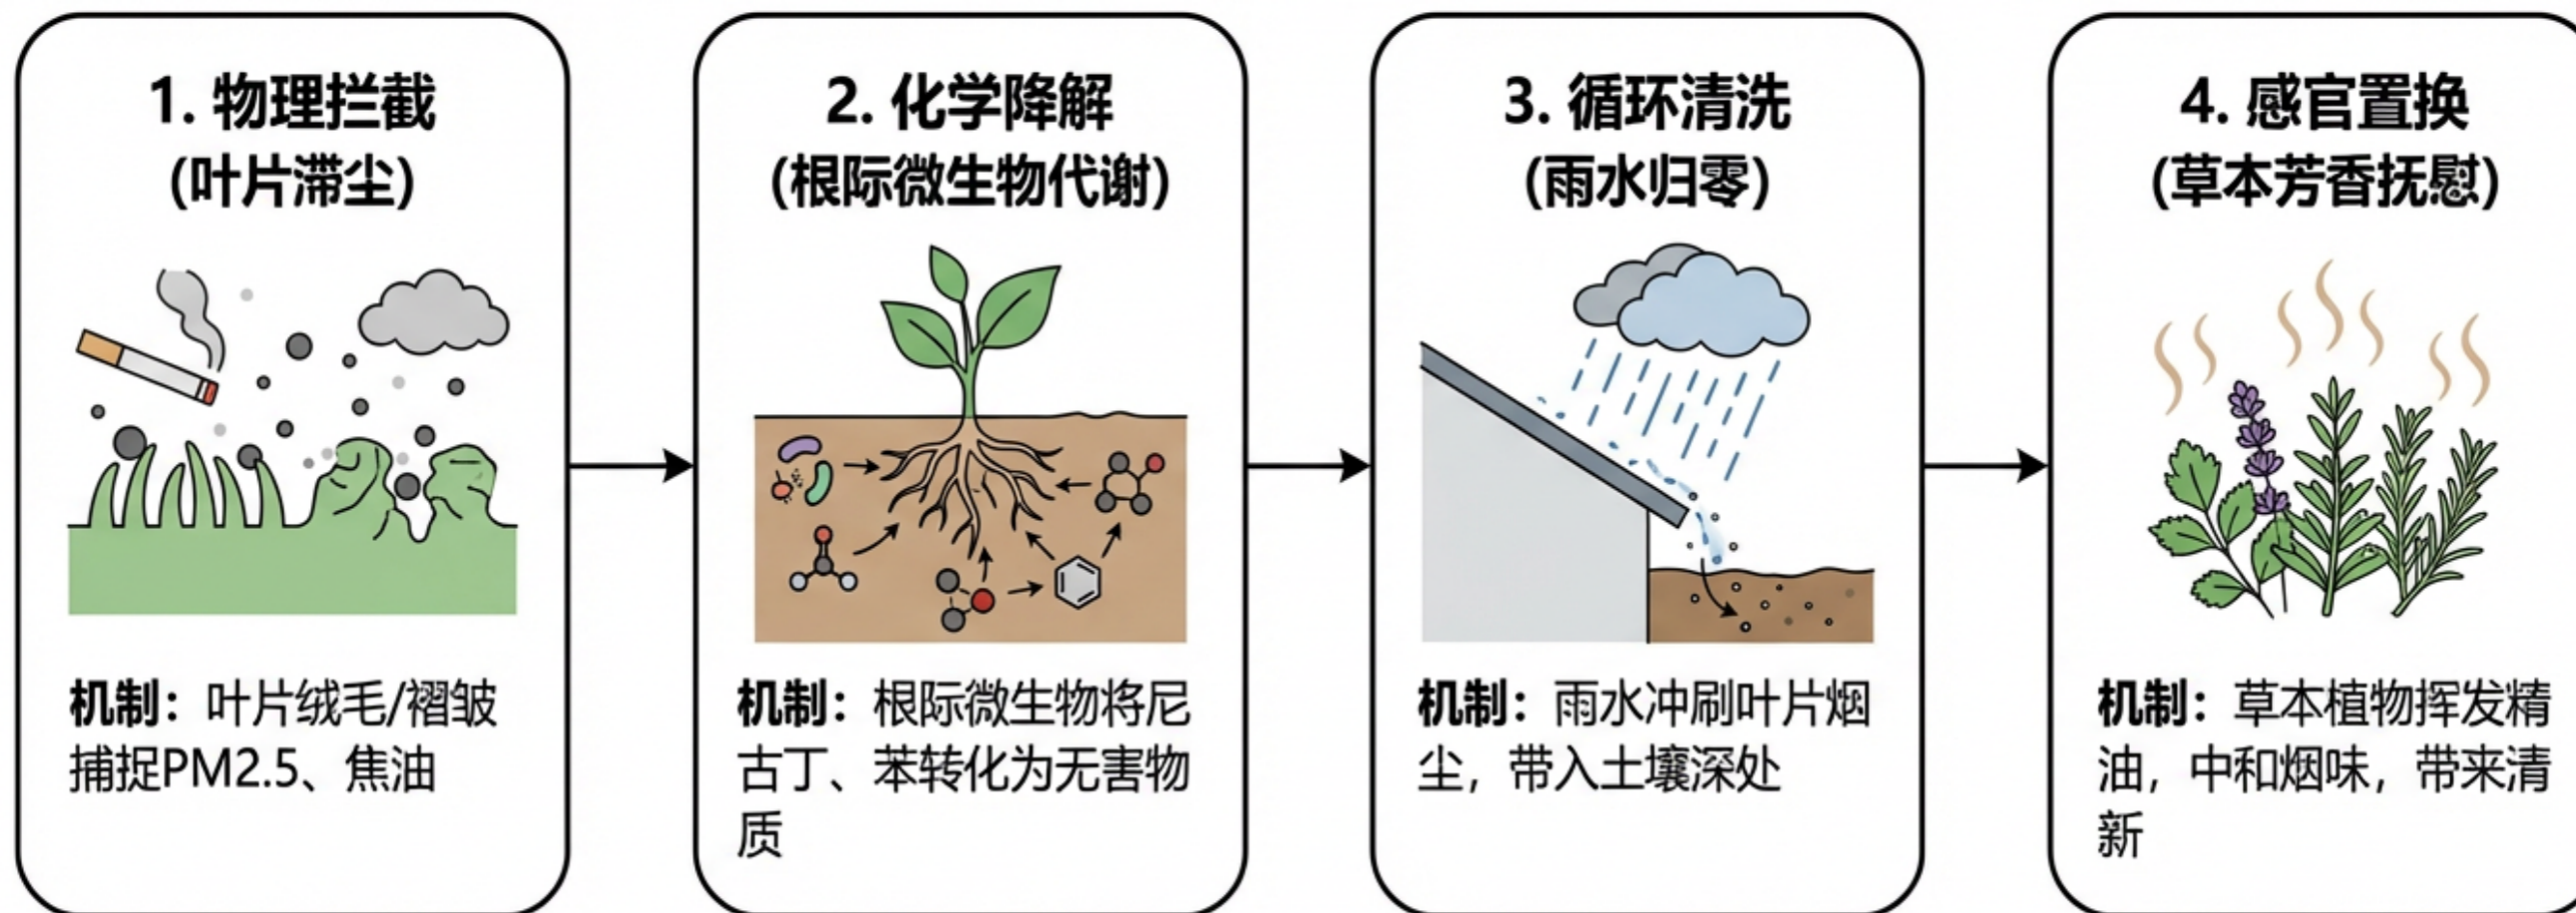 1. 物理拦截
(叶片滞尘)
机制：叶片绒毛/褶皱
捕捉PM2.5、焦油
2. 化学降解
(根际微生物代谢)
机制：根际微生物将尼
古丁、苯转化为无害物
质
3. 循环清洗
(雨水归零)
机制：雨水冲刷叶片烟
尘，带入土壤深处
4. 感官置换
(草本芳香抚慰)
机制：草本植物挥发精
油，中和烟味，带来清
新